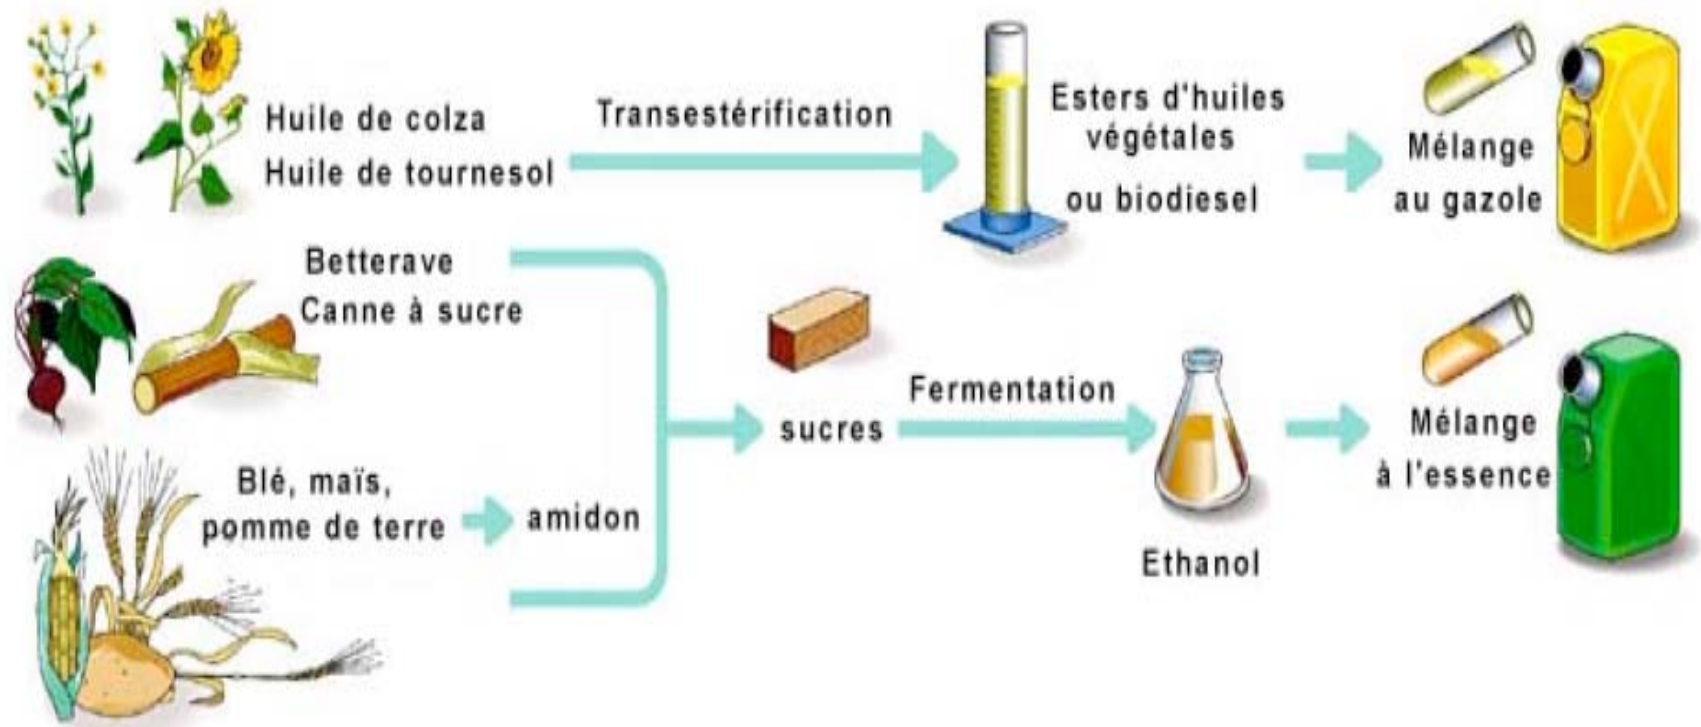 Huile de colza
Huile de tournesol
Transestérification
Esters d'huiles
végétales
ou biodiesel
Mélange
au gazole
Betterave
Canne à sucre
Blé, maïs,
pomme de terre
amidon
sucres
Fermentation
Ethanol
Mélange
à l'essence